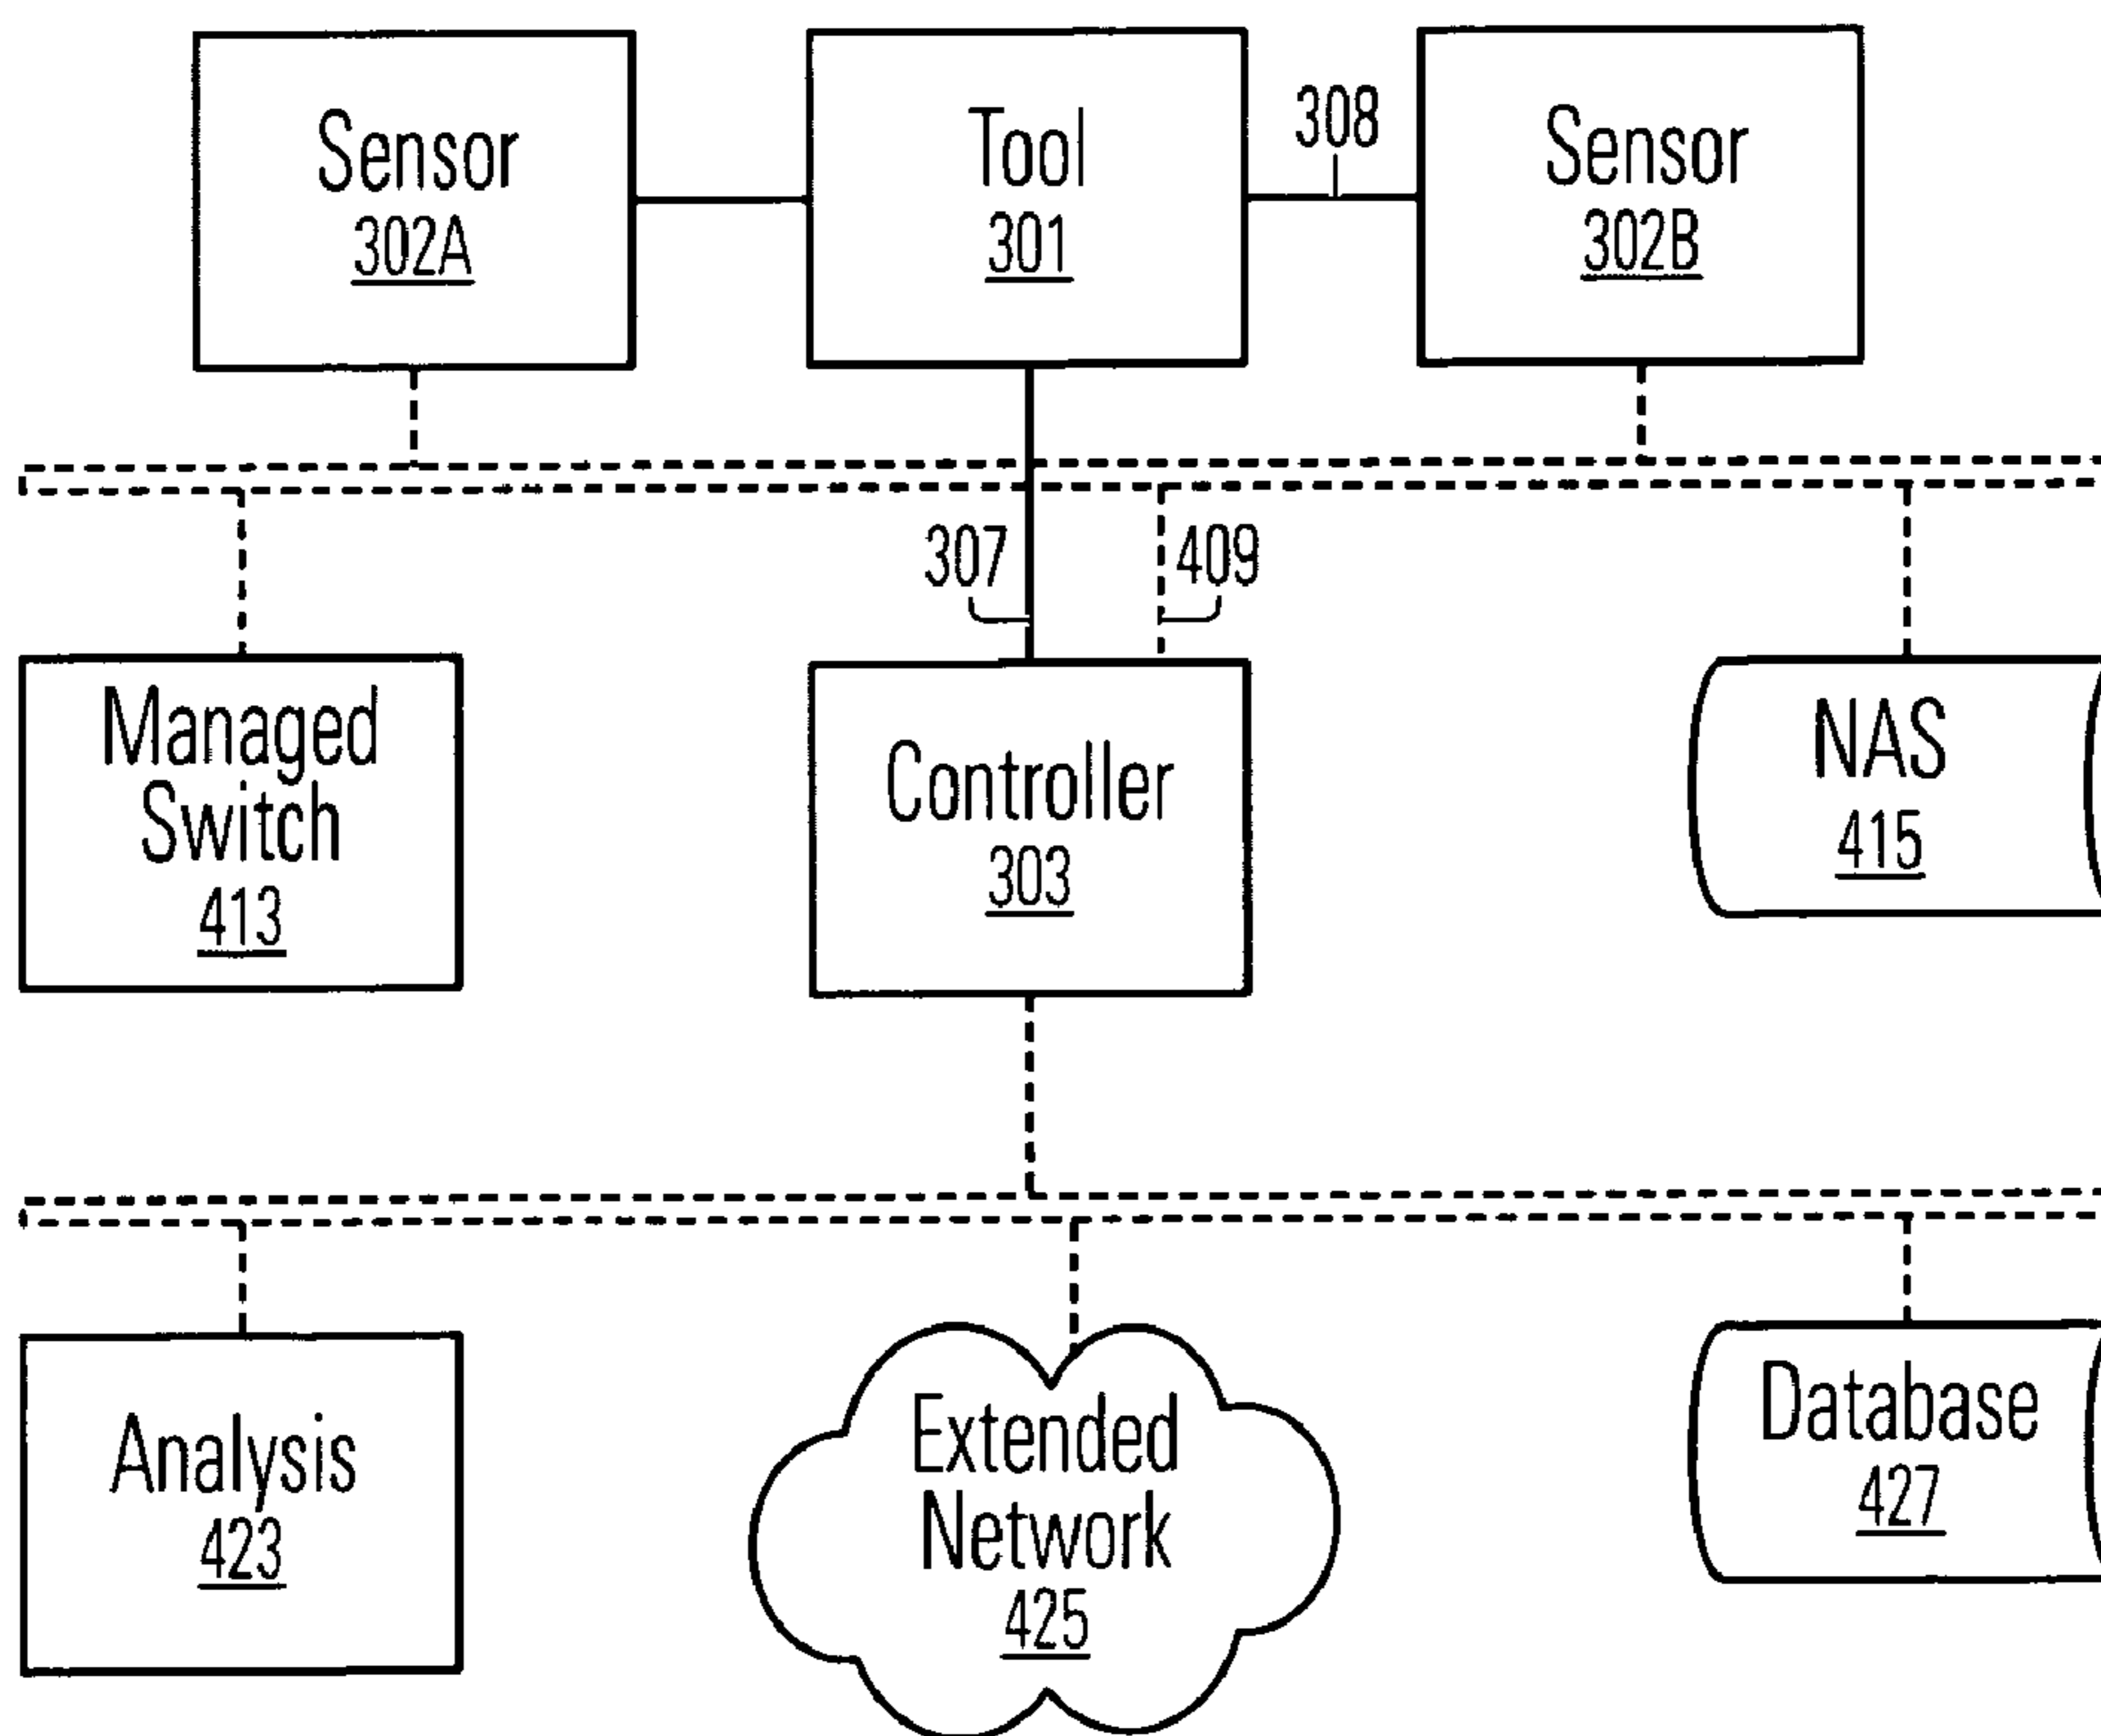 Sensor
302A
Tool
301
308
Sensor
302B
307
409
Managed
Switch
413
Controller
303
NAS
415
Analysis
423
Extended
Network
425
Database
427